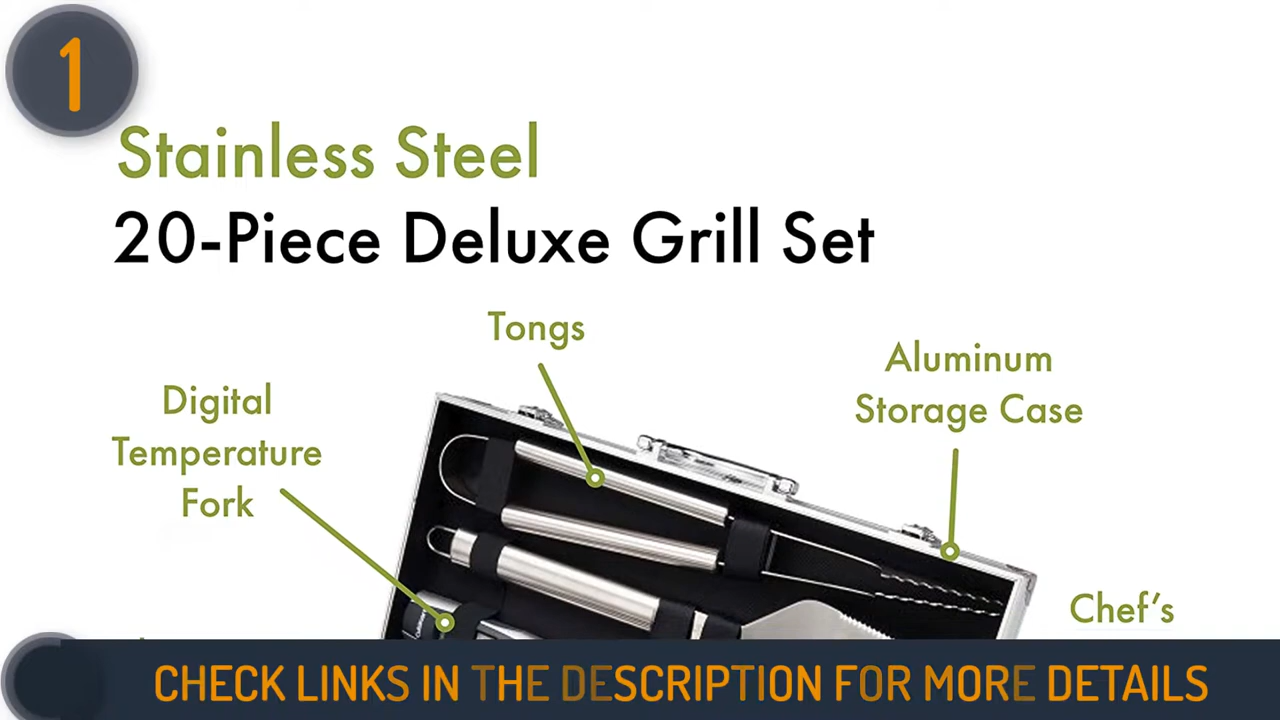 1
Stainless Steel
20-Piece Deluxe Grill Set
Tongs
Aluminum
Storage Case
Digital
Temperature
Fork
Chef's
CHECK LINKS IN THE DESCRIPTION FOR MORE DETAILS